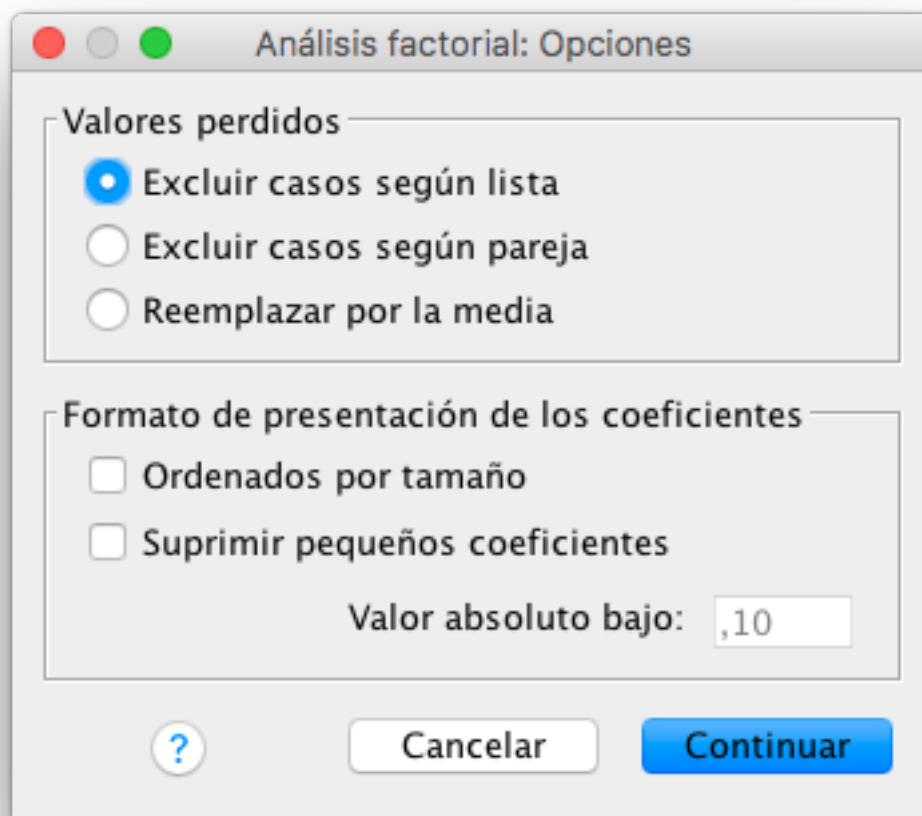 Análisis factorial: Opciones
Valores perdidos
Excluir casos según lista
Excluir casos según pareja
Reemplazar por la media
Formato de presentación de los coeficientes
Ordenados por tamaño
Suprimir pequeños coeficientes
Valor absoluto bajo: ,10
? Cancelar Continuar